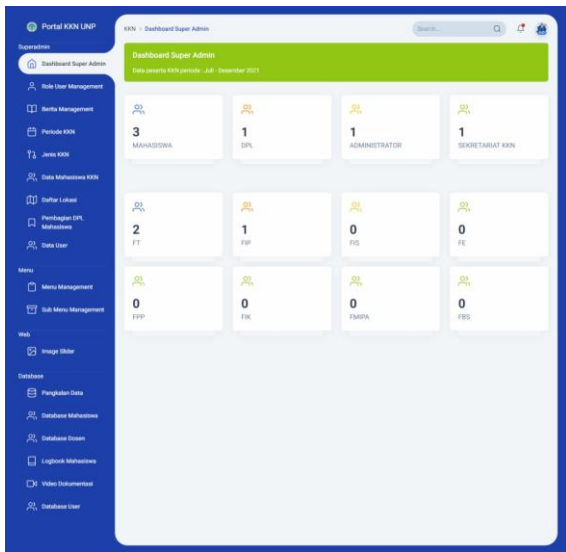 Portal KKN UNP
Superadmin
Dashboard Super Admin
Role User Management
Berita Management
Periode KKN
Jenis KKN
Data Mahasiswa KKN
Daftar Lokasi
Pembagian DPL
Mahasiswa
Data User
Menu
Menu Management
Sub Menu Management
Web
Image Slider
Database
Pangkalan Data
Database Mahasiswa
Database Dosen
Logbook Mahasiswa
Video Dokumentasi
Database User
KKN > Dashboard Super Admin
Search...
Dashboard Super Admin
Data peserta KKN periode : Juli - Desember 2021
3
MAHASISWA
1
DPL
1
ADMINISTRATOR
1
SEKRETARIAT KKN
2
FT
1
FIP
0
FIS
0
FE
0
FPP
0
FIK
0
FMIPA
0
FBS